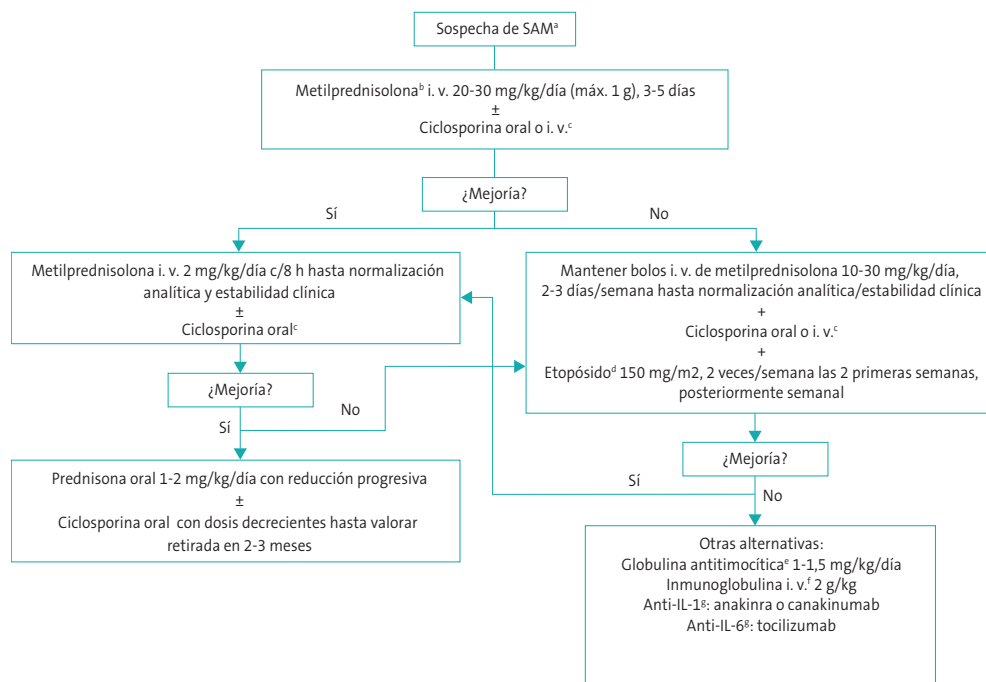 Sospecha de SAMᵃ
Metilprednisolonaᵇ i. v. 20-30 mg/kg/día (máx. 1 g), 3-5 días
±
Ciclosporina oral o i. v.ᶜ
¿Mejoría?
Sí
No
Metilprednisolona i. v. 2 mg/kg/día c/8 h hasta normalización
analítica y estabilidad clínica
±
Ciclosporina oralᶜ
Mantener bolos i. v. de metilprednisolona 10-30 mg/kg/día,
2-3 días/semana hasta normalización analítica/estabilidad clínica
+
Ciclosporina oral o i. v.ᶜ
+
Etopósidoᵈ 150 mg/m2, 2 veces/semana las 2 primeras semanas,
posteriormente semanal
¿Mejoría?
No
Sí
Prednisona oral 1-2 mg/kg/día con reducción progresiva
±
Ciclosporina oral con dosis decrecientes hasta valorar
retirada en 2-3 meses
¿Mejoría?
Sí
No
Otras alternativas:
Globulina antitimocíticaᵉ 1-1,5 mg/kg/día
Inmunoglobulina i. v.ᶠ 2 g/kg
Anti-IL-1ᵍ: anakinra o canakinumab
Anti-IL-6ᵍ: tocilizumab